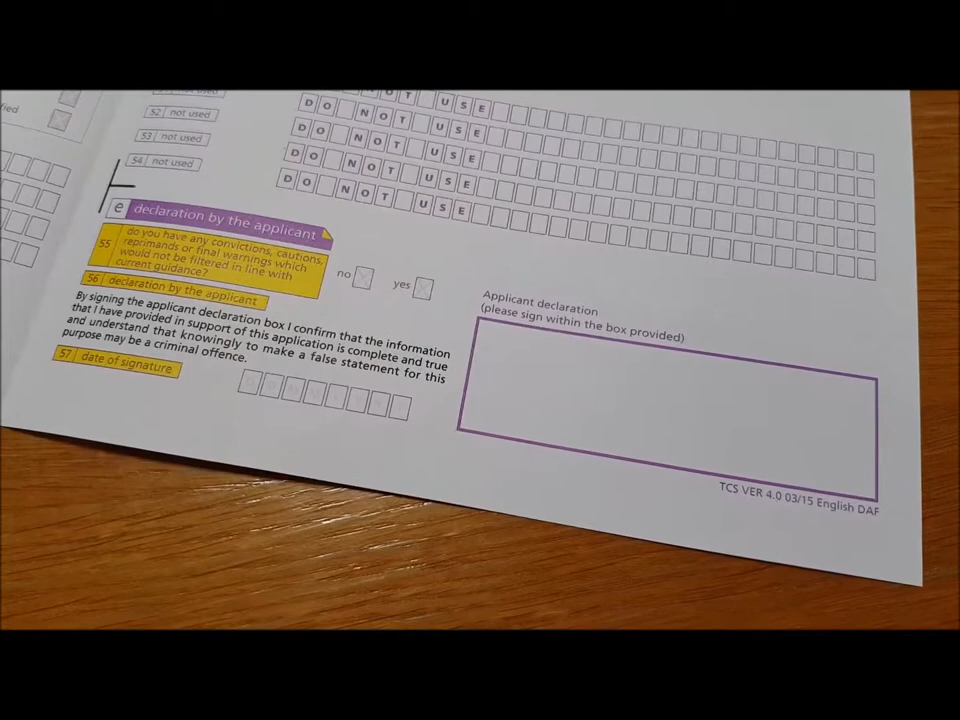 52 not used
53 not used
54 not used
NOT USE
DO NOT USE
DO NOT USE
DO NOT USE
DO NOT USE
e declaration by the applicant
55 do you have any convictions, cautions,
reprimands or final warnings which
would not be filtered in line with
current guidance?
no
yes
56 declaration by the applicant
By signing the applicant declaration box I confirm that the information
that I have provided in support of this application is complete and true
and understand that knowingly to make a false statement for this
purpose may be a criminal offence.
57 date of signature
Applicant declaration
(please sign within the box provided)
TCS VER 4.0 03/15 English DAF